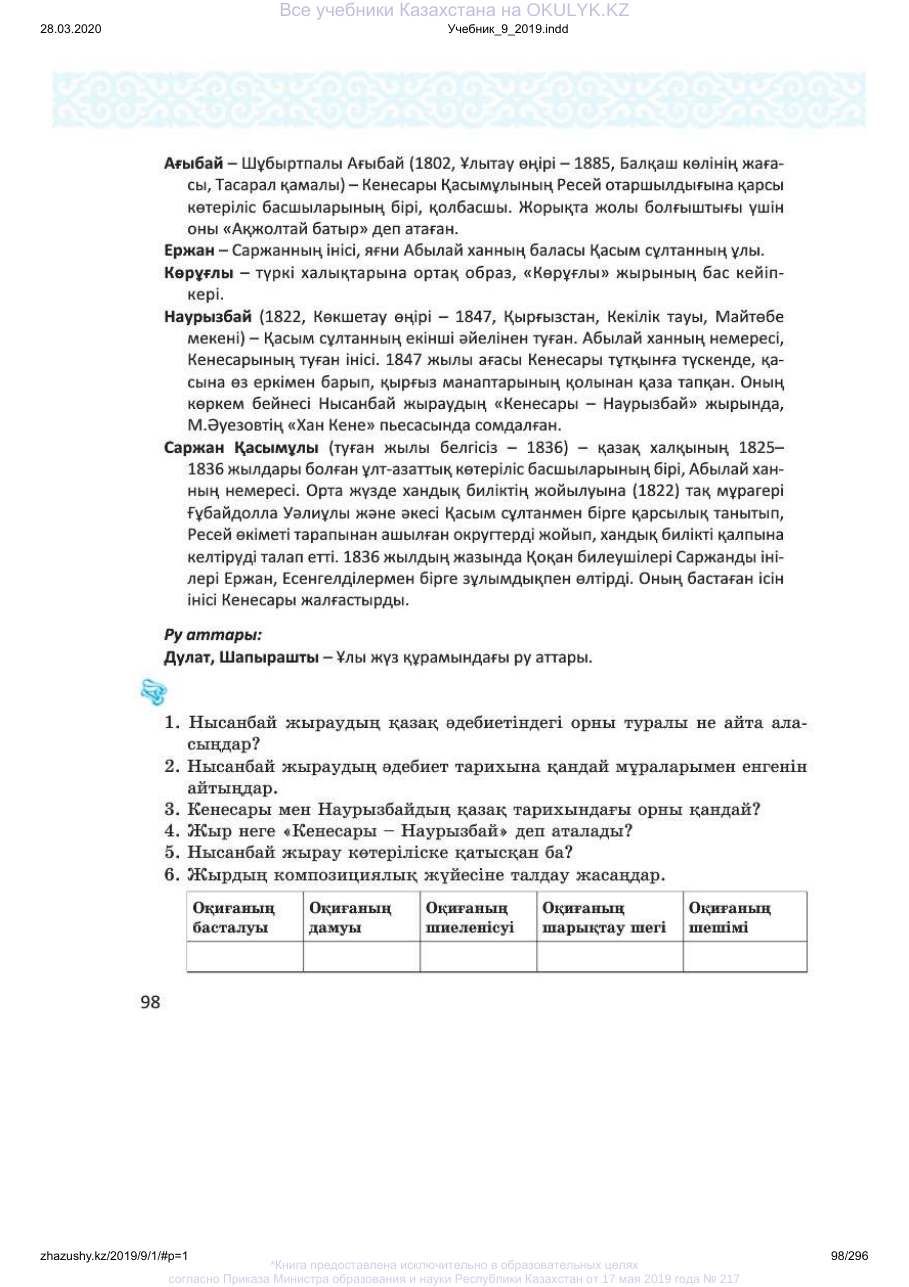 Все учебники Казахстана на OKULYK.KZ
28.03.2020
Учебник_9_2019.indd
Ағыбай – Шұбыртпалы Ағыбай (1802, Ұлытау өңірі – 1885, Балқаш көлінің жаға-
сы, Тасарал қамалы) – Кенесары Қасымұлының Ресей отаршылдығына қарсы
көтеріліс басшыларының бірі, қолбасшы. Жорықта жолы болғыштығы үшін
оны «Ақжолтай батыр» деп атаған.
Ержан – Саржанның інісі, яғни Абылай ханның баласы Қасым сұлтанның ұлы.
Көрұғлы – түркі халықтарына ортақ образ, «Көрұғлы» жырының бас кейіп-
кері.
Наурызбай (1822, Көкшетау өңірі – 1847, Қырғызстан, Кекілік тауы, Майтөбе
мекені) – Қасым сұлтанның екінші әйелінен туған. Абылай ханның немересі,
Кенесарының туған інісі. 1847 жылы ағасы Кенесары тұтқынға түскенде, қа-
сына өз еркімен барып, қырғыз манаптарының қолынан қаза тапқан. Оның
көркем бейнесі Нысанбай жыраудың «Кенесары – Наурызбай» жырында,
М.Әуезовтің «Хан Кене» пьесасында сомдалған.
Саржан Қасымұлы (туған жылы белгісіз – 1836) – қазақ халқының 1825–
1836 жылдары болған ұлт-азаттық көтеріліс басшыларының бірі, Абылай хан-
ның немересі. Орта жүзде хандық биліктің жойылуына (1822) тақ мұрагері
Ғұбайдолла Уәлиұлы және әкесі Қасым сұлтанмен бірге қарсылық танытып,
Ресей өкіметі тарапынан ашылған округтерді жойып, хандық билікті қалпына
келтіруді талап етті. 1836 жылдың жазында Қоқан билеушілері Саржанды іні-
лері Ержан, Есенгелділермен бірге зұлымдықпен өлтірді. Оның бастаған ісін
інісі Кенесары жалғастырды.
Ру аттары:
Дулат, Шапырашты – Ұлы жүз құрамындағы ру аттары.
1. Нысанбай жыраудың қазақ әдебиетіндегі орны туралы не айта ала-
сыңдар?
2. Нысанбай жыраудың әдебиет тарихына қандай мұраларымен енгенін
айтыңдар.
3. Кенесары мен Наурызбайдың қазақ тарихындағы орны қандай?
4. Жыр неге «Кенесары – Наурызбай» деп аталады?
5. Нысанбай жырау көтеріліске қатысқан ба?
6. Жырдың композициялық жүйесіне талдау жасаңдар.
Оқиғаның басталуы
Оқиғаның дамуы
Оқиғаның шиеленісуі
Оқиғаның шарықтау шегі
Оқиғаның шешімі
98
zhazushy.kz/2019/9/1/#p=1
98/296
*Книга предоставлена исключительно в образовательных целях
согласно Приказа Министра образования и науки Республики Казахстан от 17 мая 2019 года № 217